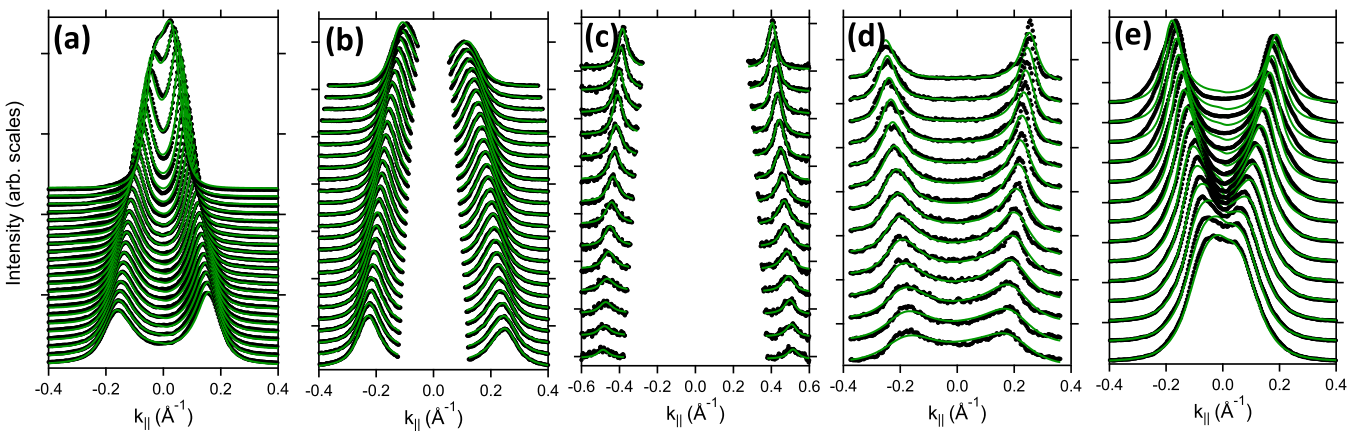 (a) (b) (c) (d) (e)
Intensity (arb. scales)
-0.4 -0.2 0.0 0.2 0.4 -0.4 -0.2 0.0 0.2 0.4 -0.6 -0.4 -0.2 0.0 0.2 0.4 0.6 -0.4 -0.2 0.0 0.2 0.4 -0.4 -0.2 0.0 0.2 0.4
k|| (Å-1) k|| (Å-1) k|| (Å-1) k|| (Å-1) k|| (Å-1)